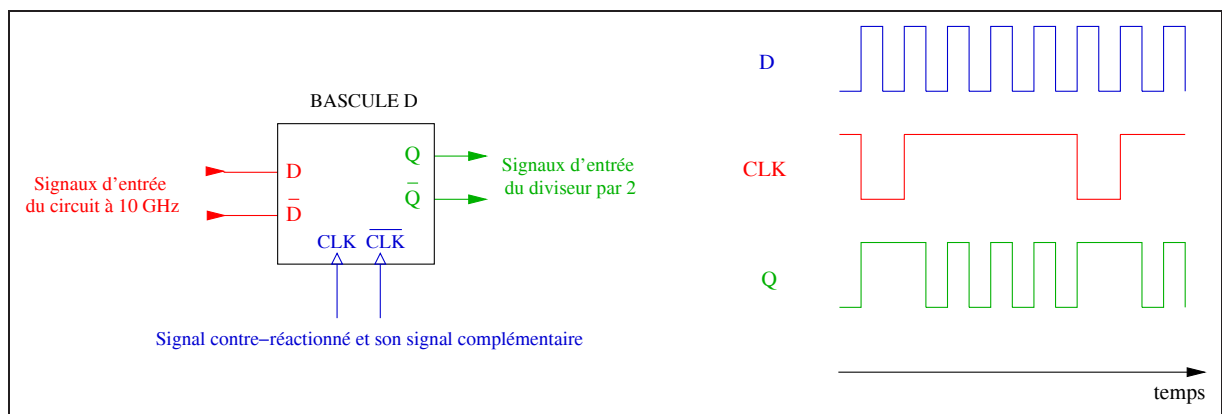 BASCULE D
Signaux d'entrée
du circuit à 10 GHz
D
D̅
Q
Q̅
CLK C̅L̅K̅
Signaux d'entrée
du diviseur par 2
Signal contre−réactionné et son signal complémentaire
D
CLK
Q
temps